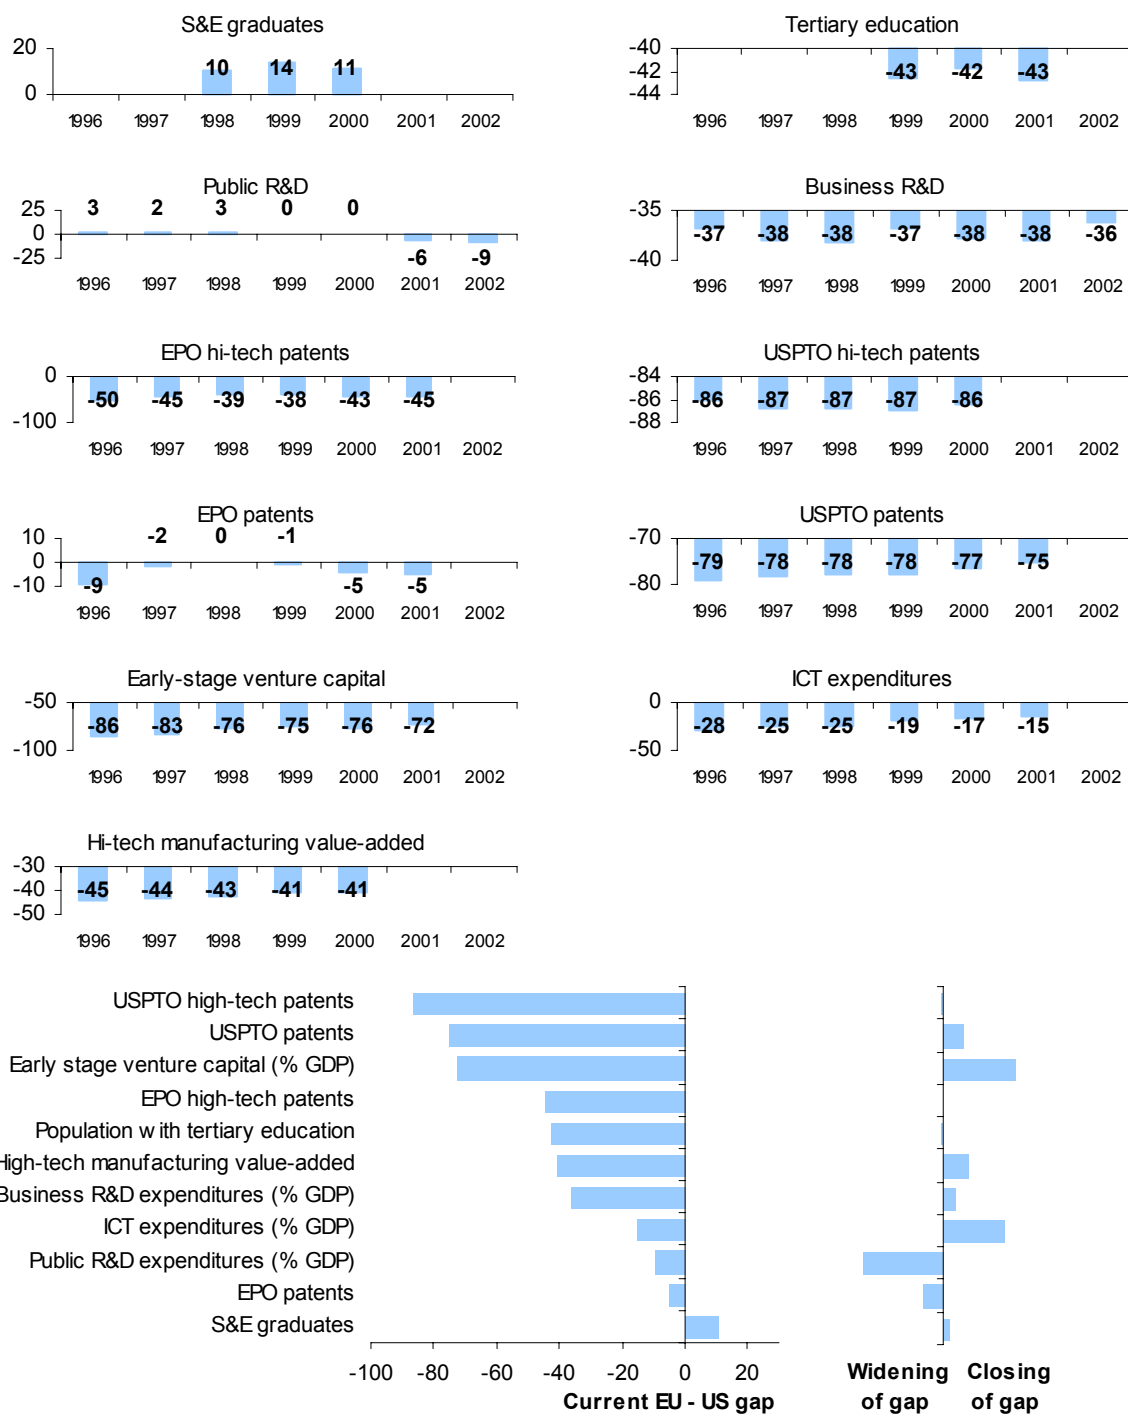 S&E graduates
20
0
10 14 11
1996 1997 1998 1999 2000 2001 2002
Tertiary education
-40
-42
-44
-43 -42 -43
1996 1997 1998 1999 2000 2001 2002
Public R&D
25
0
-25
3 2 3 0 0 -6 -9
1996 1997 1998 1999 2000 2001 2002
Business R&D
-35
-40
-37 -38 -38 -37 -38 -38 -36
1996 1997 1998 1999 2000 2001 2002
EPO hi-tech patents
0
-100
-50 -45 -39 -38 -43 -45
1996 1997 1998 1999 2000 2001 2002
USPTO hi-tech patents
-84
-86
-88
-86 -87 -87 -87 -86
1996 1997 1998 1999 2000 2001 2002
EPO patents
10
0
-10
-9 -2 0 -1 -5 -5
1996 1997 1998 1999 2000 2001 2002
USPTO patents
-70
-80
-79 -78 -78 -78 -77 -75
1996 1997 1998 1999 2000 2001 2002
Early-stage venture capital
-50
-100
-86 -83 -76 -75 -76 -72
1996 1997 1998 1999 2000 2001 2002
ICT expenditures
0
-50
-28 -25 -25 -19 -17 -15
1996 1997 1998 1999 2000 2001 2002
Hi-tech manufacturing value-added
-30
-40
-50
-45 -44 -43 -41 -41
1996 1997 1998 1999 2000 2001 2002
USPTO high-tech patents
USPTO patents
Early stage venture capital (% GDP)
EPO high-tech patents
Population with tertiary education
High-tech manufacturing value-added
Business R&D expenditures (% GDP)
ICT expenditures (% GDP)
Public R&D expenditures (% GDP)
EPO patents
S&E graduates
-100 -80 -60 -40 -20 0 20
Current EU - US gap
Widening of gap
Closing of gap